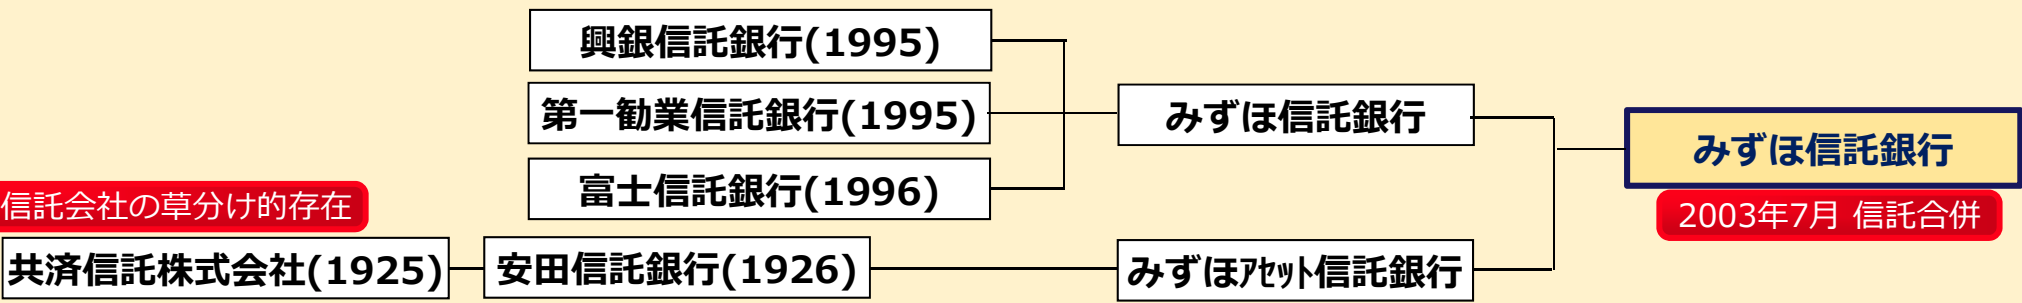 興銀信託銀行(1995)
第一勧業信託銀行(1995)
みずほ信託銀行
みずほ信託銀行
富士信託銀行(1996)
信託会社の草分け的存在
2003年7月 信託合併
共済信託株式会社(1925)
安田信託銀行(1926)
みずほｱｾｯﾄ信託銀行